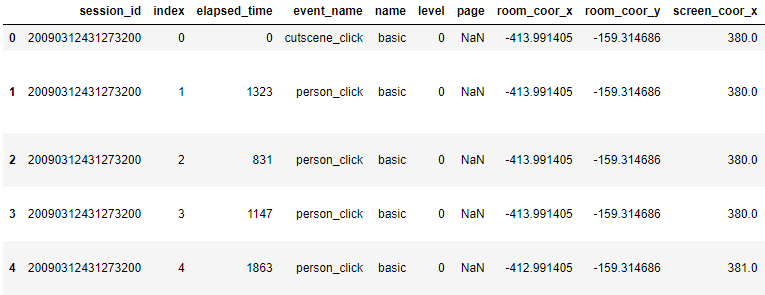 session_id index elapsed_time event_name name level page room_coor_x room_coor_y screen_coor_x
0 20090312431273200 0 0 cutscene_click basic 0 NaN -413.991405 -159.314686 380.0
1 20090312431273200 1 1323 person_click basic 0 NaN -413.991405 -159.314686 380.0
2 20090312431273200 2 831 person_click basic 0 NaN -413.991405 -159.314686 380.0
3 20090312431273200 3 1147 person_click basic 0 NaN -413.991405 -159.314686 380.0
4 20090312431273200 4 1863 person_click basic 0 NaN -412.991405 -159.314686 381.0